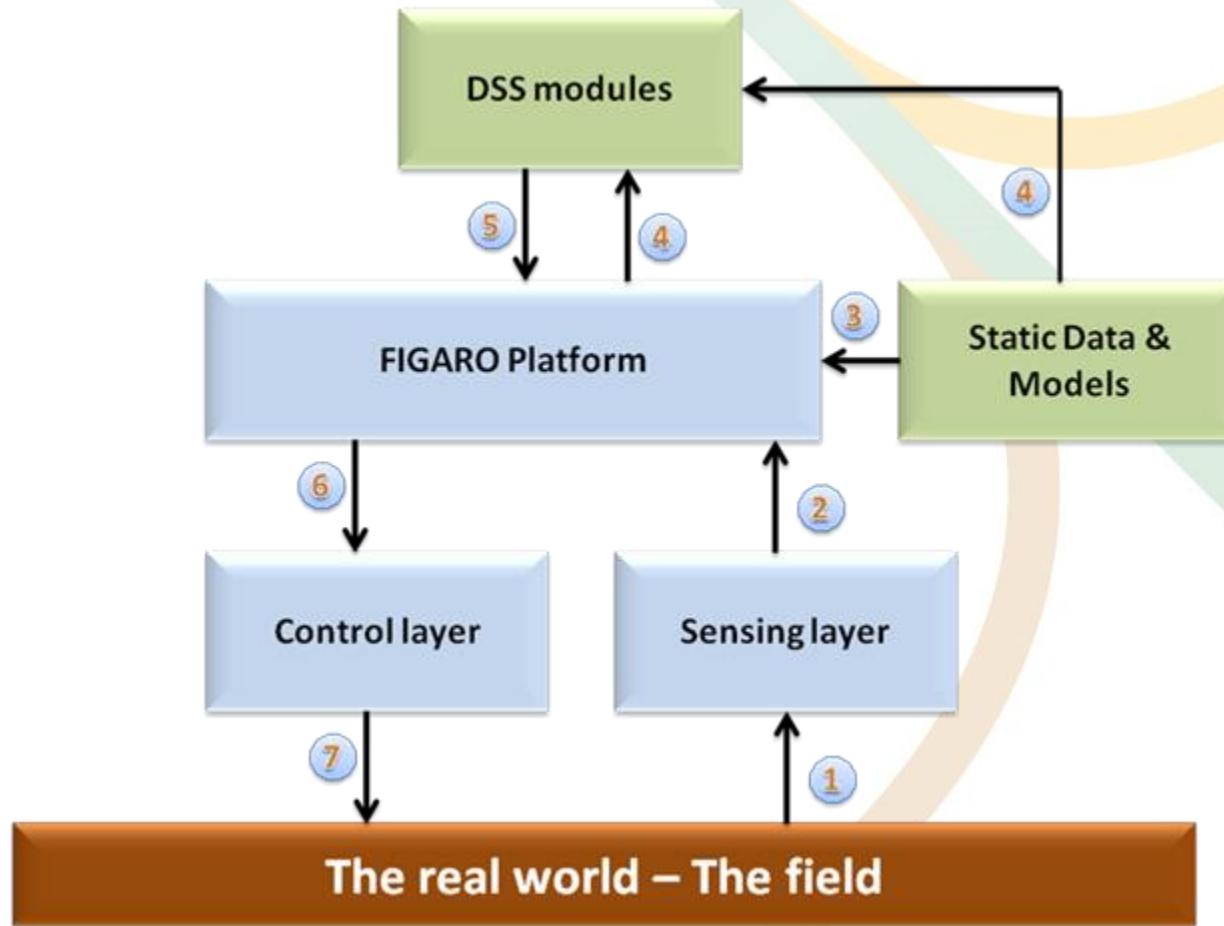 DSS modules
4
5
4
3
FIGARO Platform
Static Data &
Models
6
2
Control layer
Sensing layer
7
1
The real world – The field